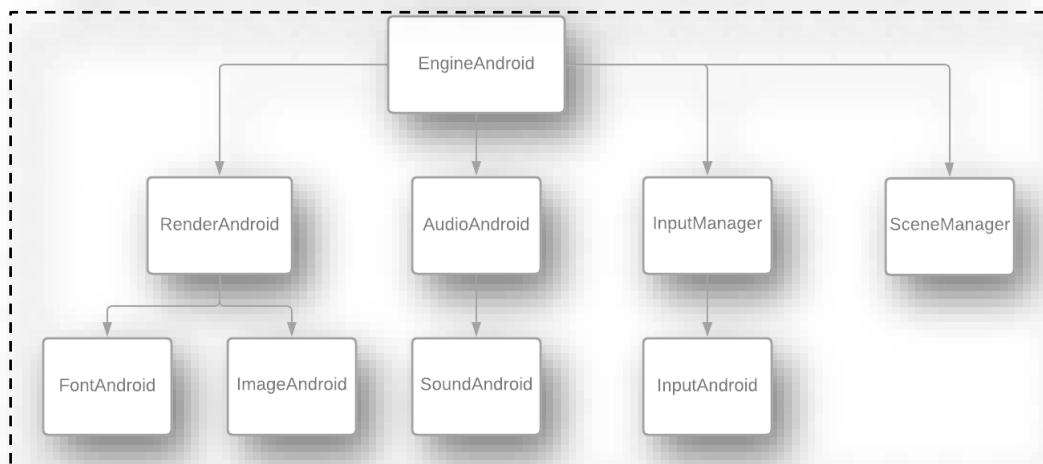 EngineAndroid
RenderAndroid
AudioAndroid
InputManager
SceneManager
FontAndroid
ImageAndroid
SoundAndroid
InputAndroid